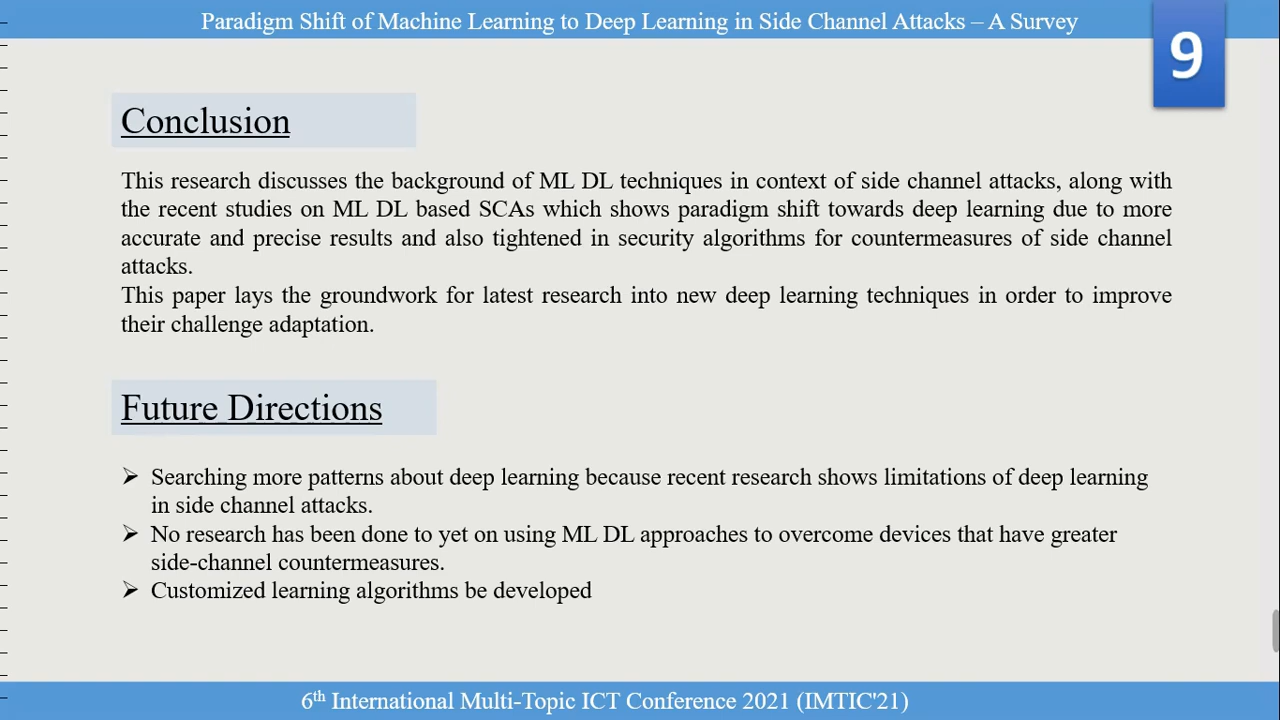 Paradigm Shift of Machine Learning to Deep Learning in Side Channel Attacks – A Survey
9
Conclusion
This research discusses the background of ML DL techniques in context of side channel attacks, along with
the recent studies on ML DL based SCAs which shows paradigm shift towards deep learning due to more
accurate and precise results and also tightened in security algorithms for countermeasures of side channel
attacks.
This paper lays the groundwork for latest research into new deep learning techniques in order to improve
their challenge adaptation.
Future Directions
➢ Searching more patterns about deep learning because recent research shows limitations of deep learning
in side channel attacks.
➢ No research has been done to yet on using ML DL approaches to overcome devices that have greater
side-channel countermeasures.
➢ Customized learning algorithms be developed
6th International Multi-Topic ICT Conference 2021 (IMTIC'21)